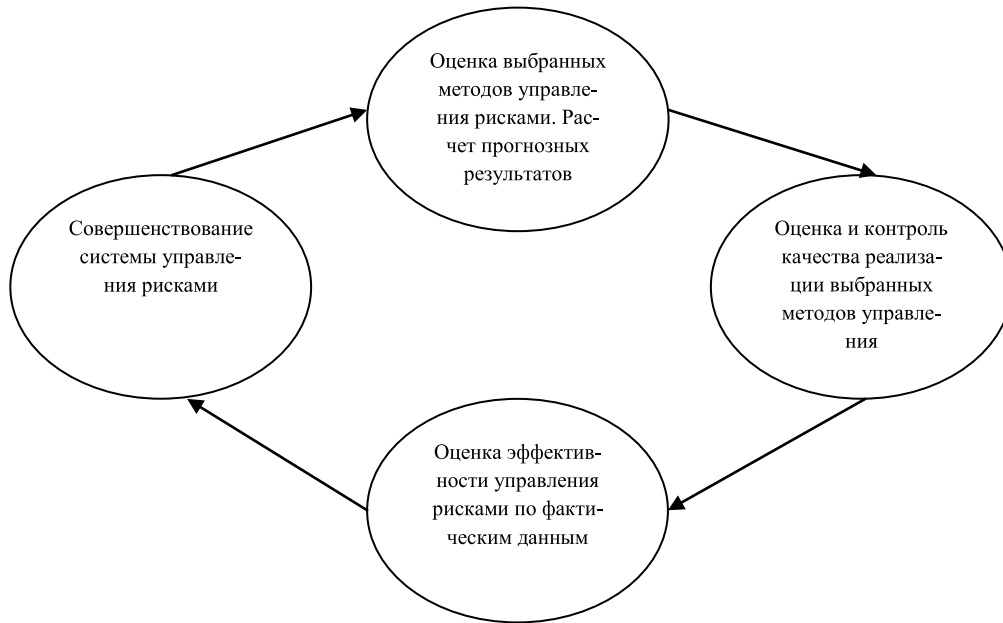 Оценка выбранных
методов управле-
ния рисками. Рас-
чет прогнозных
результатов
Оценка и контроль
качества реализа-
ции выбранных
методов управле-
ния
Оценка эффектив-
ности управления
рисками по факти-
ческим данным
Совершенствование
системы управле-
ния рисками